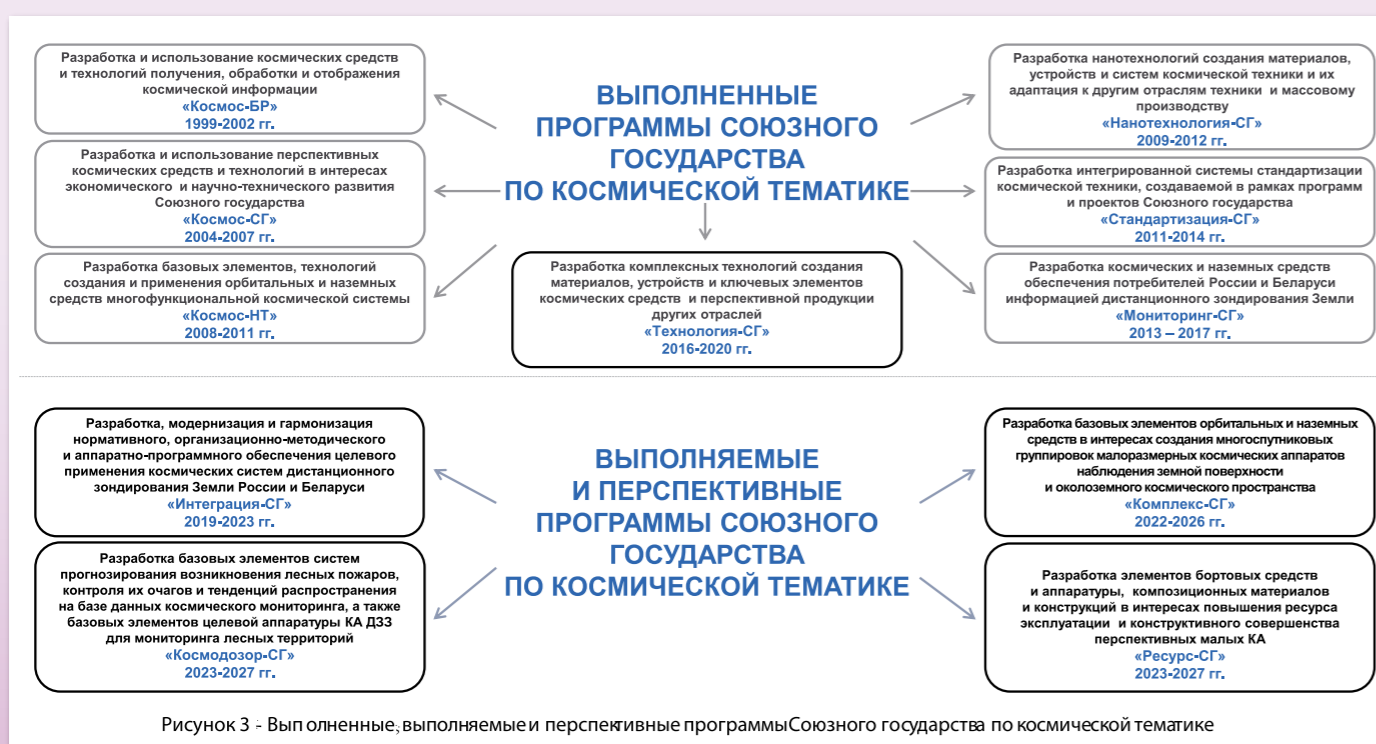 Разработка и использование космических средств
и технологий получения, обработки и отображения
космической информации
«Космос-БР»
1999-2002 гг.
Разработка и использование перспективных
космических средств и технологий в интересах
экономического и научно-технического развития
Союзного государства
«Космос-СГ»
2004-2007 гг.
Разработка базовых элементов, технологий
создания и применения орбитальных и наземных
средств многофункциональной космической системы
«Космос-НТ»
2008-2011 гг.
ВЫПОЛНЕННЫЕ
ПРОГРАММЫ СОЮЗНОГО
ГОСУДАРСТВА
ПО КОСМИЧЕСКОЙ ТЕМАТИКЕ
Разработка комплексных технологий создания
материалов, устройств и ключевых элементов
космических средств и перспективной продукции
других отраслей
«Технология-СГ»
2016-2020 гг.
Разработка нанотехнологий создания материалов,
устройств и систем космической техники и их
адаптация к другим отраслям техники и массовому
производству
«Нанотехнология-СГ»
2009-2012 гг.
Разработка интегрированной системы стандартизации
космической техники, создаваемой в рамках программ
и проектов Союзного государства
«Стандартизация-СГ»
2011-2014 гг.
Разработка космических и наземных средств
обеспечения потребителей России и Беларуси
информацией дистанционного зондирования Земли
«Мониторинг-СГ»
2013 – 2017 гг.
Разработка, модернизация и гармонизация
нормативного, организационно-методического
и аппаратно-программного обеспечения целевого
применения космических систем дистанционного
зондирования Земли России и Беларуси
«Интеграция-СГ»
2019-2023 гг.
Разработка базовых элементов систем
прогнозирования возникновения лесных пожаров,
контроля их очагов и тенденций распространения
на базе данных космического мониторинга, а также
базовых элементов целевой аппаратуры КА ДЗЗ
для мониторинга лесных территорий
«Космодозор-СГ»
2023-2027 гг.
ВЫПОЛНЯЕМЫЕ
И ПЕРСПЕКТИВНЫЕ
ПРОГРАММЫ СОЮЗНОГО
ГОСУДАРСТВА
ПО КОСМИЧЕСКОЙ ТЕМАТИКЕ
Разработка базовых элементов орбитальных и наземных
средств в интересах создания многоспутниковых
группировок малоразмерных космических аппаратов
наблюдения земной поверхности
и околоземного космического пространства
«Комплекс-СГ»
2022-2026 гг.
Разработка элементов бортовых средств
и аппаратуры, композиционных материалов
и конструкций в интересах повышения ресурса
эксплуатации и конструктивного совершенства
перспективных малых КА
«Ресурс-СГ»
2023-2027 гг.
Рисунок 3 - Выполненные, выполняемые и перспективные программы Союзного государства по космической тематике